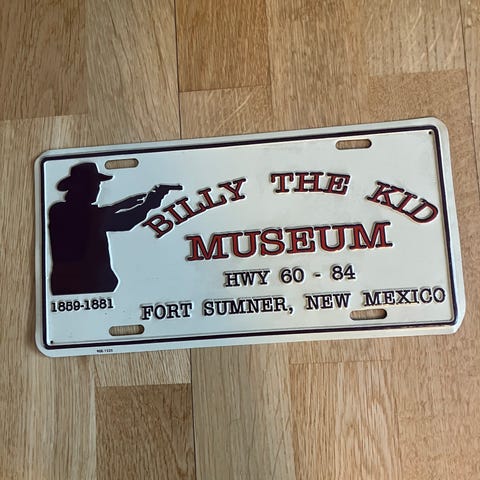 BILLY THE KID
MUSEUM
HWY 60 - 84
1859-1881
FORT SUMNER, NEW MEXICO